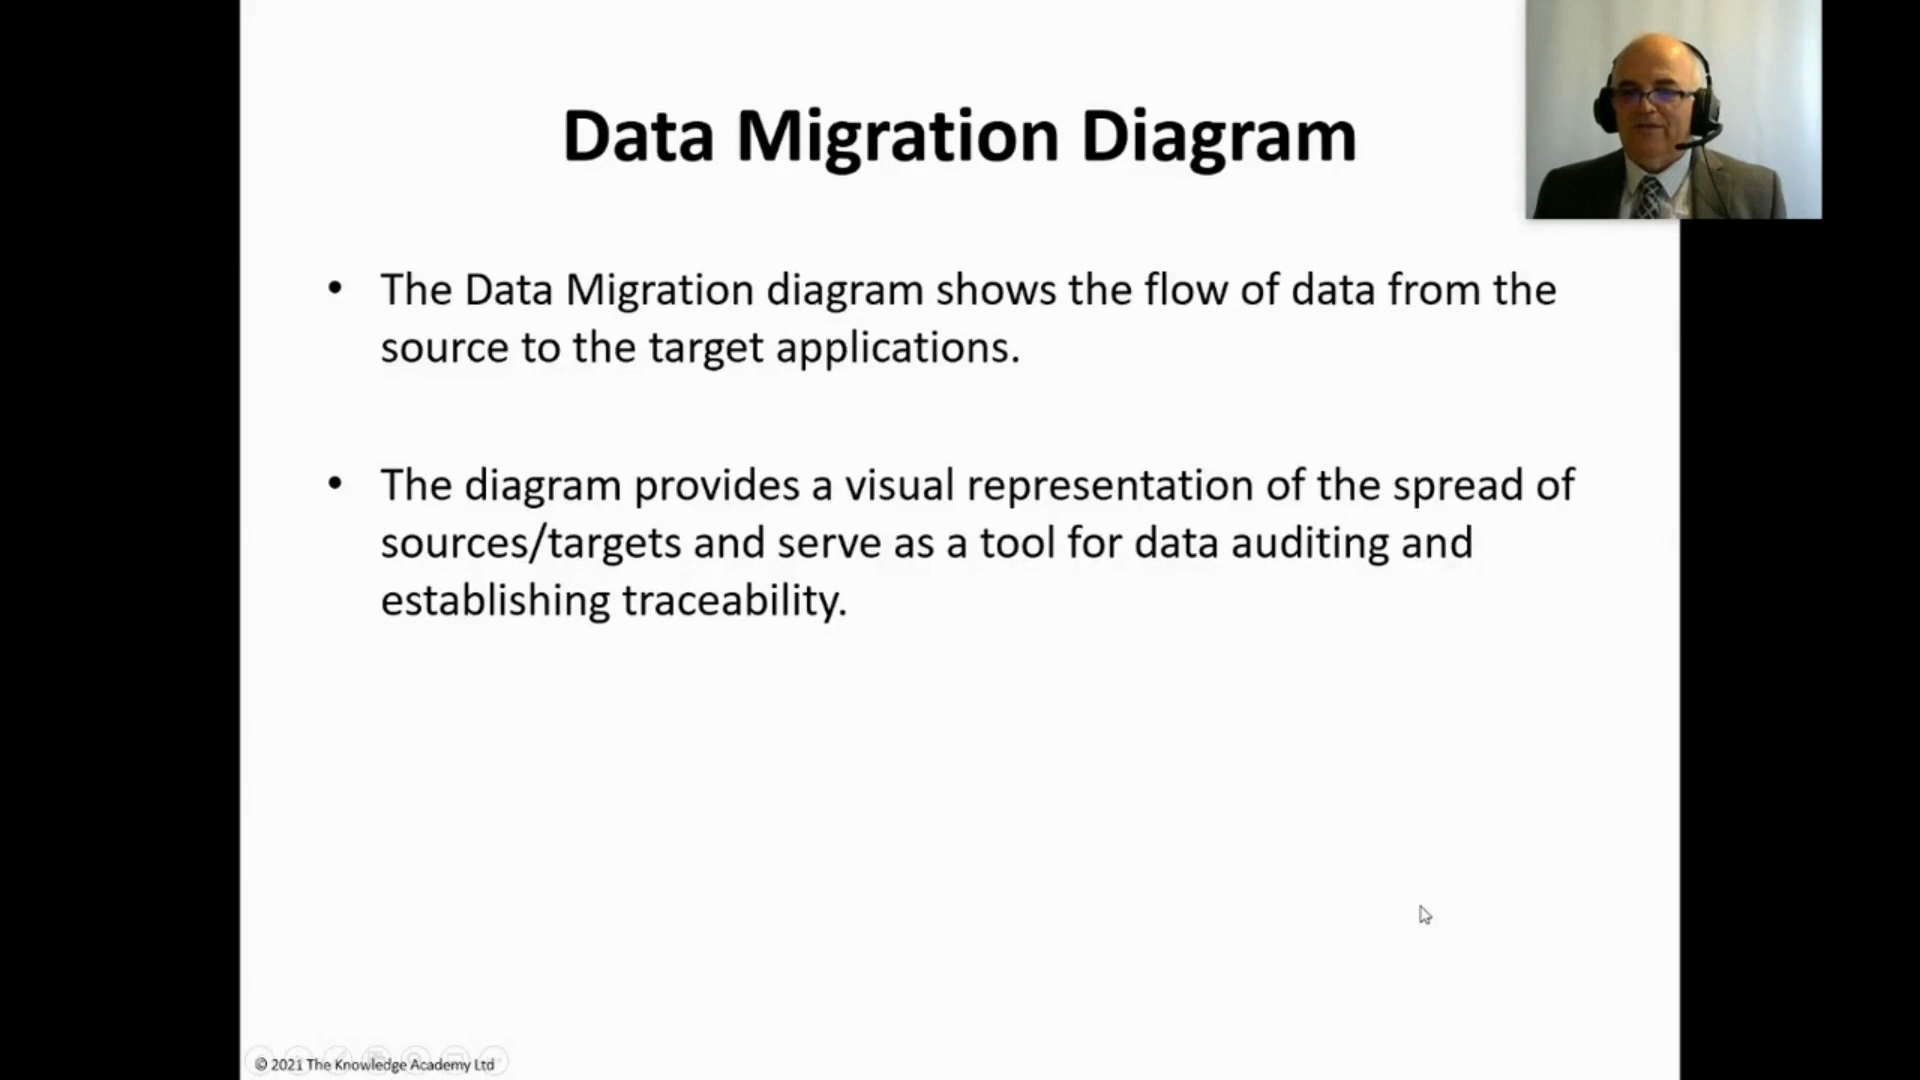 Data Migration Diagram
• The Data Migration diagram shows the flow of data from the
source to the target applications.
• The diagram provides a visual representation of the spread of
sources/targets and serve as a tool for data auditing and
establishing traceability.
© 2021 The Knowledge Academy Ltd